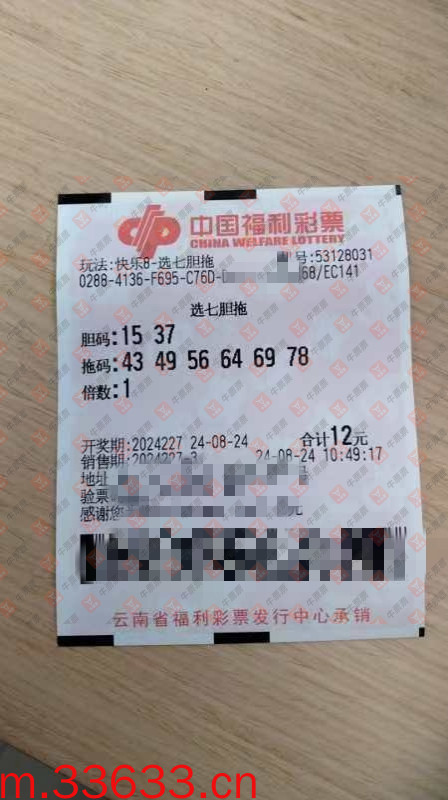 中国福利彩票
CHINA WELFARE LOTTERY
玩法:快乐8-选七胆拖 号:53128031
0288-4136-F695-C76D- 68/EC141
选七胆拖
胆码:15 37
拖码:43 49 56 64 69 78
倍数:1
开奖期:2024227 24-08-24 合计12元
销售期:2024227-3 24-08-24 10:49:17
地址
验票
感谢您 元
云南省福利彩票发行中心承销
m.33633.cn